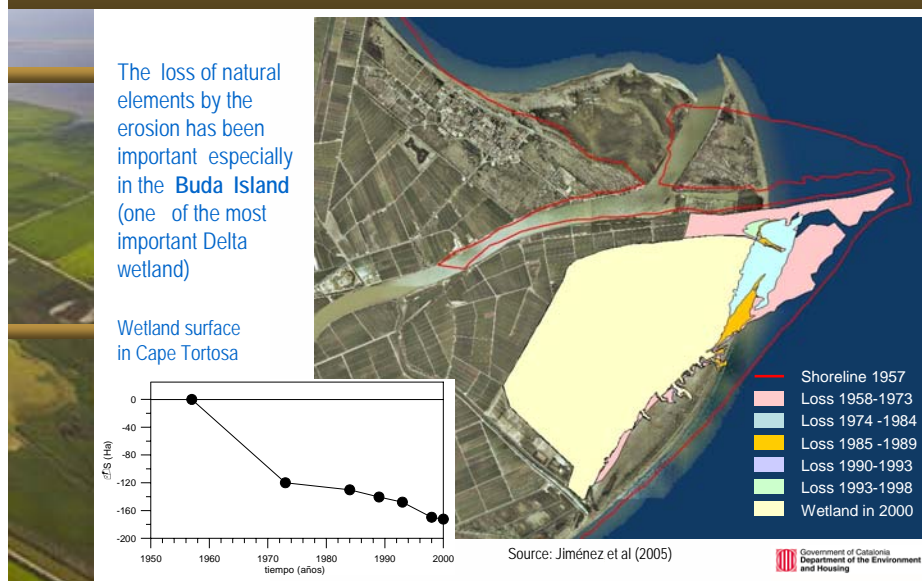 The loss of natural
elements by the
erosion has been
important especially
in the Buda Island
(one of the most
important Delta
wetland)
Wetland surface
in Cape Tortosa
0
-40
-80
-120
-160
-200
S (Ha)
1950
1960
1970
1980
1990
2000
tiempo (años)
Shoreline 1957
Loss 1958-1973
Loss 1974 -1984
Loss 1985 -1989
Loss 1990-1993
Loss 1993-1998
Wetland in 2000
Source: Jiménez et al (2005)
Government of Catalonia
Department of the Environment
and Housing